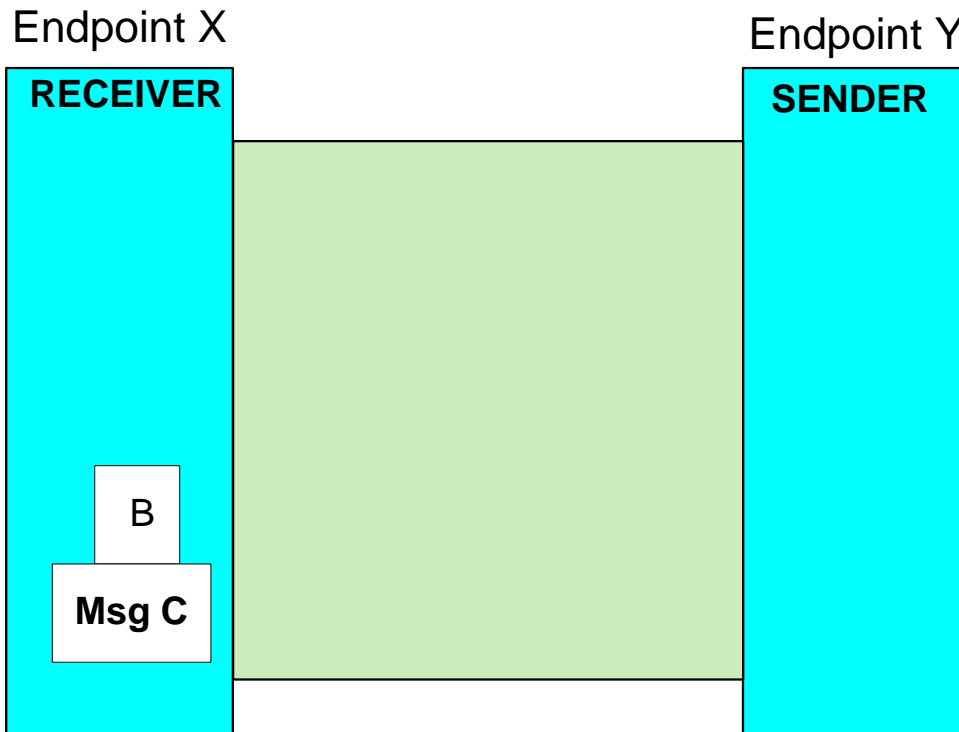 Endpoint X
Endpoint Y
RECEIVER
SENDER
B
Msg C